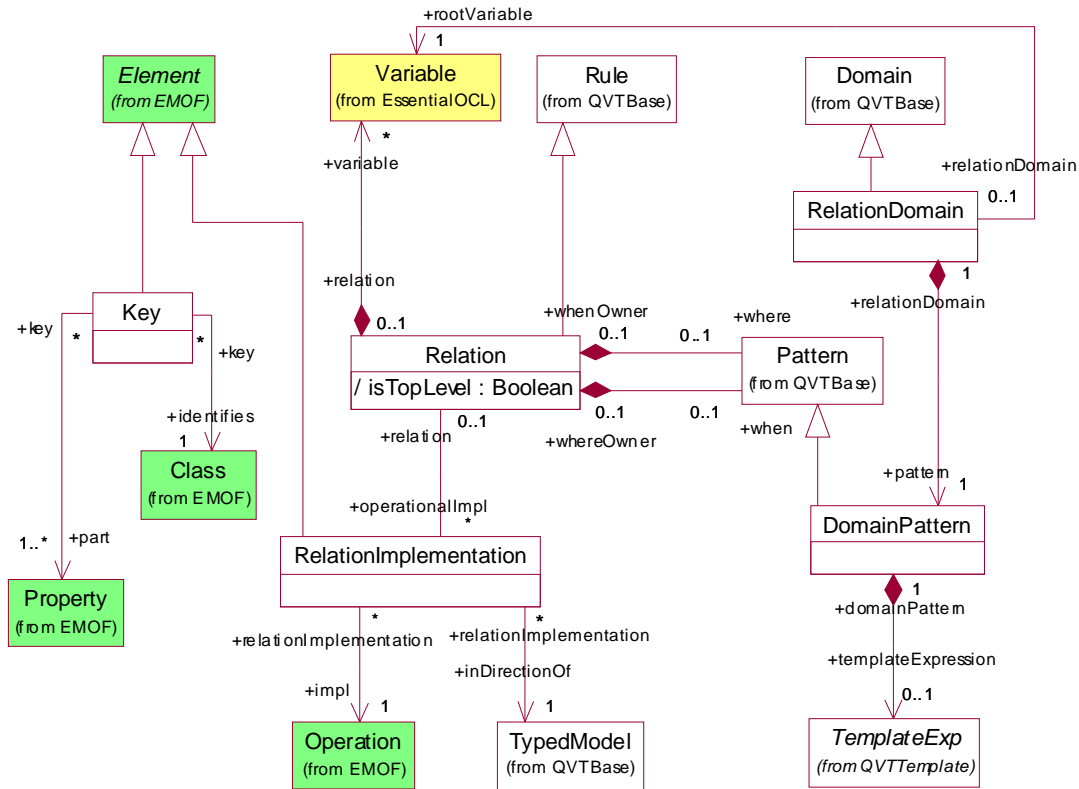 +rootVariable
1
Element
(from EMOF)
Variable
(from EssentialOCL)
Rule
(from QVTBase)
Domain
(from QVTBase)
*
+variable
+relationDomain
0..1
RelationDomain
+relation
0..1
1
+relationDomain
Key
+key
*
*
+key
+whenOwner
0..1
0..1
+where
Relation
/ isTopLevel : Boolean
Pattern
(from QVTBase)
0..1
+relation
0..1
+whereOwner
0..1
+when
+identifies
1
Class
(from EMOF)
+pattern
1
+operationalImpl
*
DomainPattern
1..*
+part
RelationImplementation
Property
(from EMOF)
*
+relationImplementation
*
+relationImplementation
1
+domainPattern
+inDirectionOf
+templateExpression
+impl
1
1
0..1
Operation
(from EMOF)
TypedModel
(from QVTBase)
TemplateExp
(from QVTTemplate)